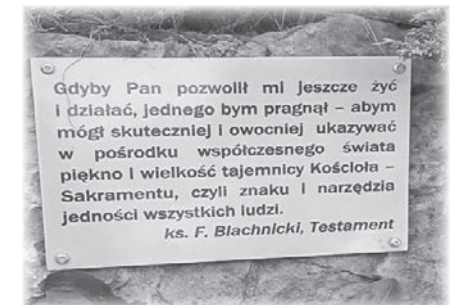 Gdyby Pan pozwolił mi jeszcze żyć
i działać, jednego bym pragnął – abym
mógł skuteczniej i owocniej ukazywać
w pośrodku współczesnego świata
piękno i wielkość tajemnicy Kościoła –
Sakramentu, czyli znaku i narzędzia
jedności wszystkich ludzi.
ks. F. Blachnicki, Testament